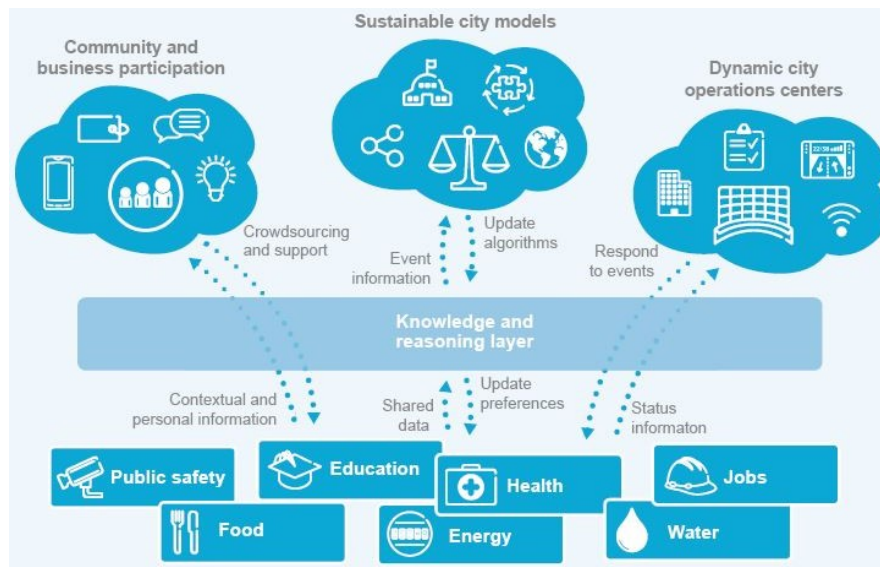 Sustainable city models
Community and
business participation
Dynamic city
operations centers
22:30
Crowdsourcing
and support
Event
information
Update
algorithms
Respond
to events
Knowledge and
reasoning layer
Contextual and
personal information
Shared
data
Update
preferences
Status
informaton
Public safety
Education
Health
Jobs
Food
Energy
Water